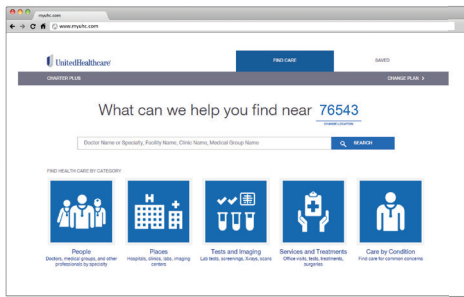 myuhc.com
www.myuhc.com
UnitedHealthcare
FIND CARE
SAVED
CHARTER PLUS
CHANGE PLAN >
What can we help you find near 76543
CHANGE LOCATION
Doctor Name or Specialty, Facility Name, Clinic Name, Medical Group Name
SEARCH
FIND HEALTH CARE BY CATEGORY
H
People
Doctors, medical groups, and other
professionals by specialty
Places
Hospitals, clinics, labs, imaging
centers
Tests and Imaging
Lab tests, screenings, X-rays, scans
Services and Treatments
Office visits, tests, treatments,
surgeries
Care by Condition
Find care for common concerns